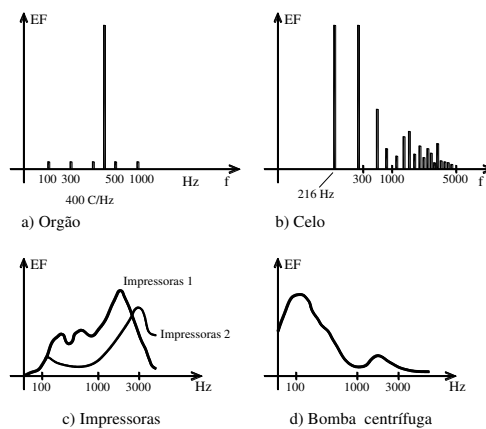 EF
100 300 500 1000 Hz f
400 C/Hz
a) Orgão
EF
300 1000 5000 f
216 Hz
b) Celo
EF
Impressoras 1
Impressoras 2
100 1000 3000 Hz
c) Impressoras
EF
100 1000 3000 Hz
d) Bomba centrífuga